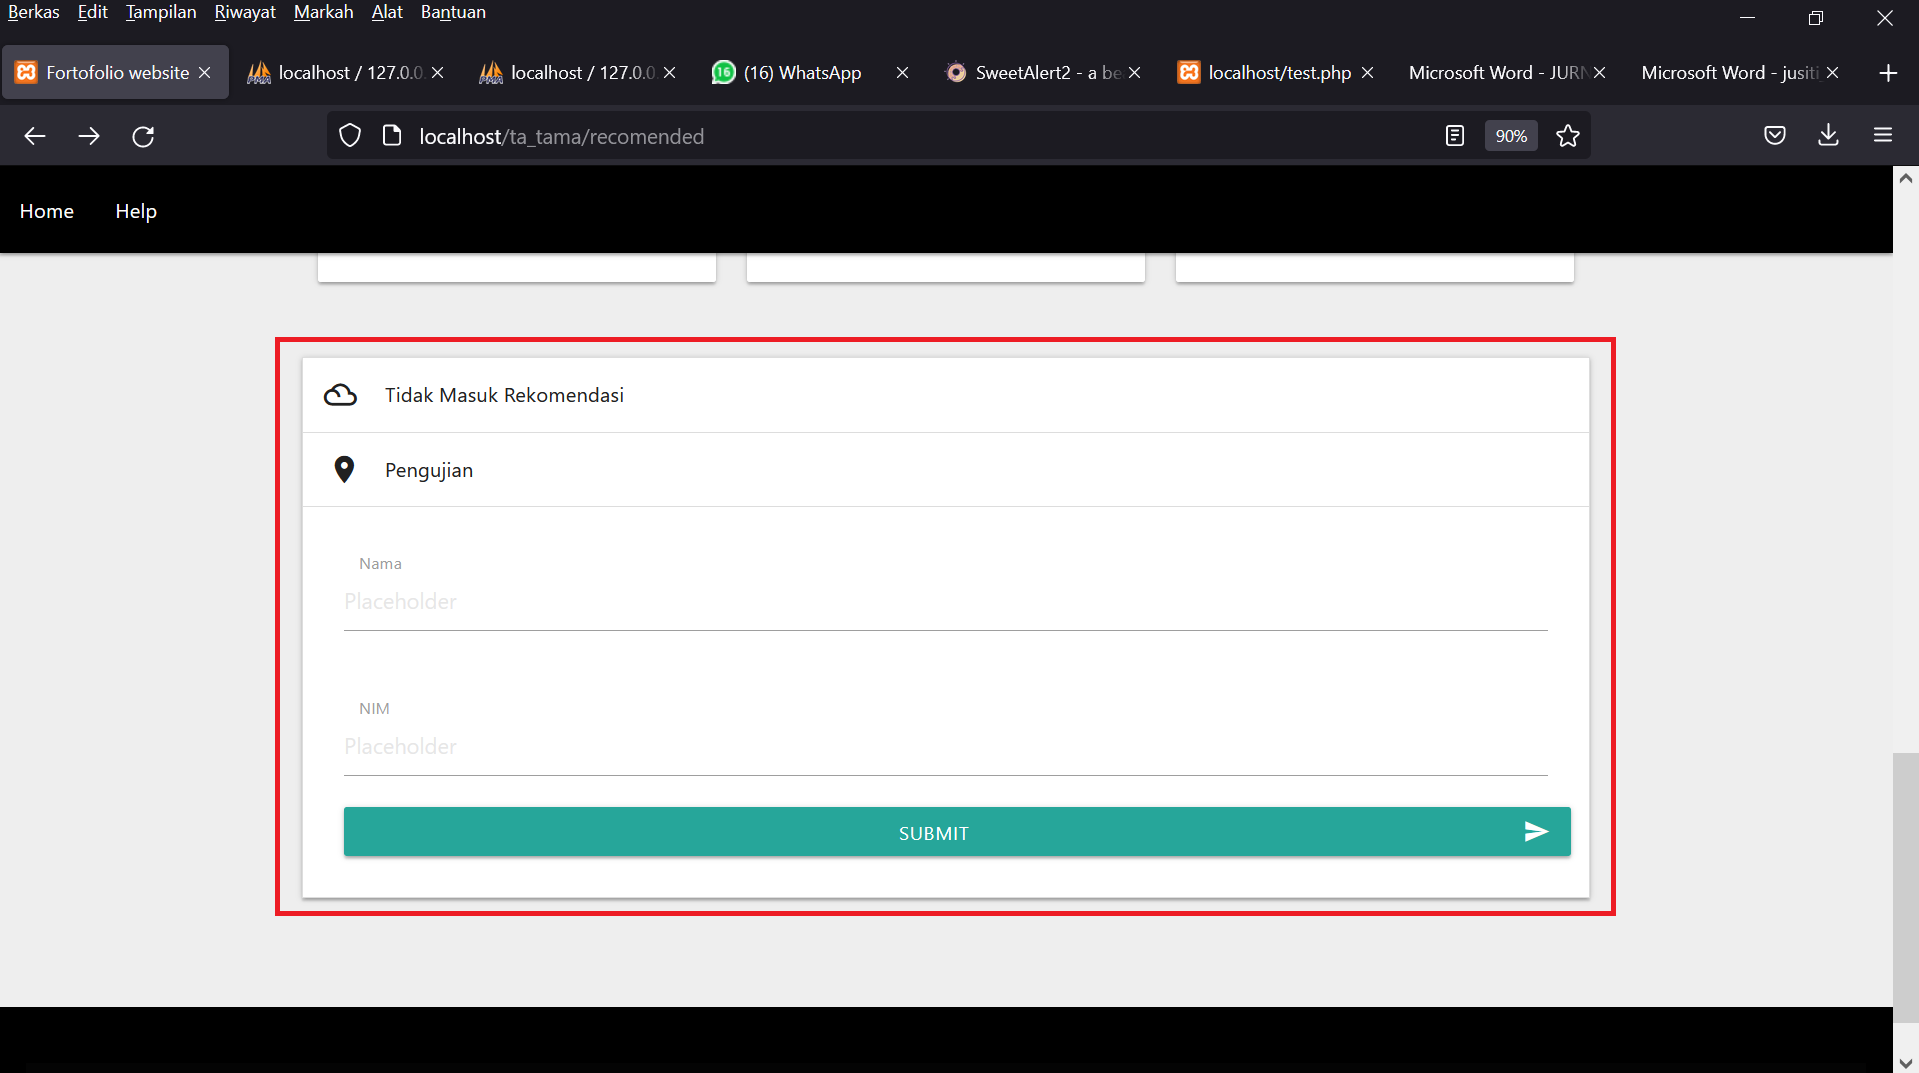 Berkas Edit Tampilan Riwayat Markah Alat Bantuan
Fortofolio website localhost / 127.0.0. localhost / 127.0.0. 16 (16) WhatsApp SweetAlert2 - a be localhost/test.php Microsoft Word - JURN Microsoft Word - jusiti
localhost/ta_tama/recomended 90%
Home Help
Tidak Masuk Rekomendasi
Pengujian
Nama
Placeholder
NIM
Placeholder
SUBMIT